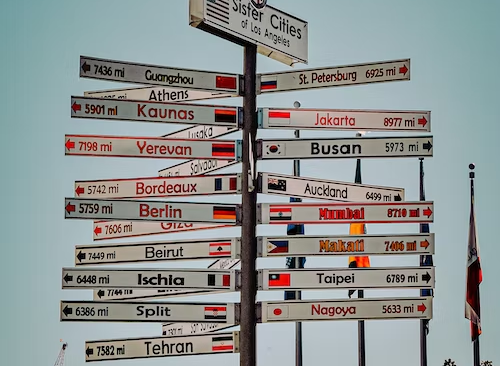 Sister Cities
of Los Angeles
7436 mi Guangzhou
St. Petersburg 6925 mi
Athens
5901 mi Kaunas
Jakarta 8977 mi
Lusaka
7198 mi Yerevan
Busan 5973 mi
Salvador
5742 mi Bordeaux
Auckland 6499 mi
5759 mi Berlin
Mumbai 8710 mi
7606 mi Giza
7449 mi Beirut
Makati 7406 mi
6448 mi Ischia
Taipei 6789 mi
7744 mi
6386 mi Split
Nagoya 5633 mi
San Salvador
7582 mi Tehran